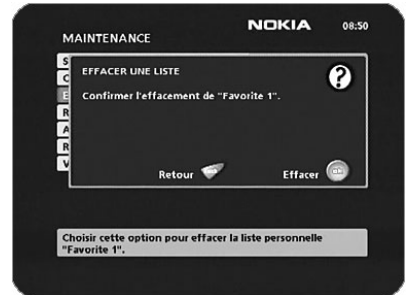 NOKIA 08:50
MAINTENANCE
S
C
E
R
A
R
V
EFFACER UNE LISTE
?
Confirmer l'effacement de "Favorite 1".
Retour Effacer
Choisir cette option pour effacer la liste personnelle
"Favorite 1".